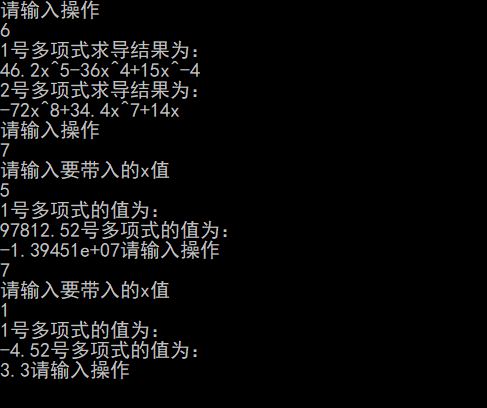 请输入操作
6
1号多项式求导结果为:
46.2x^5-36x^4+15x^-4
2号多项式求导结果为:
-72x^8+34.4x^7+14x
请输入操作
7
请输入要带入的x值
5
1号多项式的值为:
97812.52号多项式的值为:
-1.39451e+07请输入操作
7
请输入要带入的x值
1
1号多项式的值为:
-4.52号多项式的值为:
3.3请输入操作